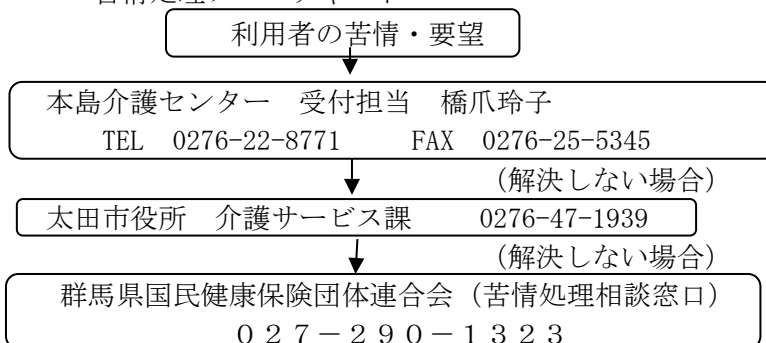 利用者の苦情・要望
本島介護センター 受付担当 橋爪玲子
TEL 0276-22-8771 FAX 0276-25-5345
(解決しない場合)
太田市役所 介護サービス課 0276-47-1939
(解決しない場合)
群馬県国民健康保険団体連合会（苦情処理相談窓口）
０２７－２９０－１３２３